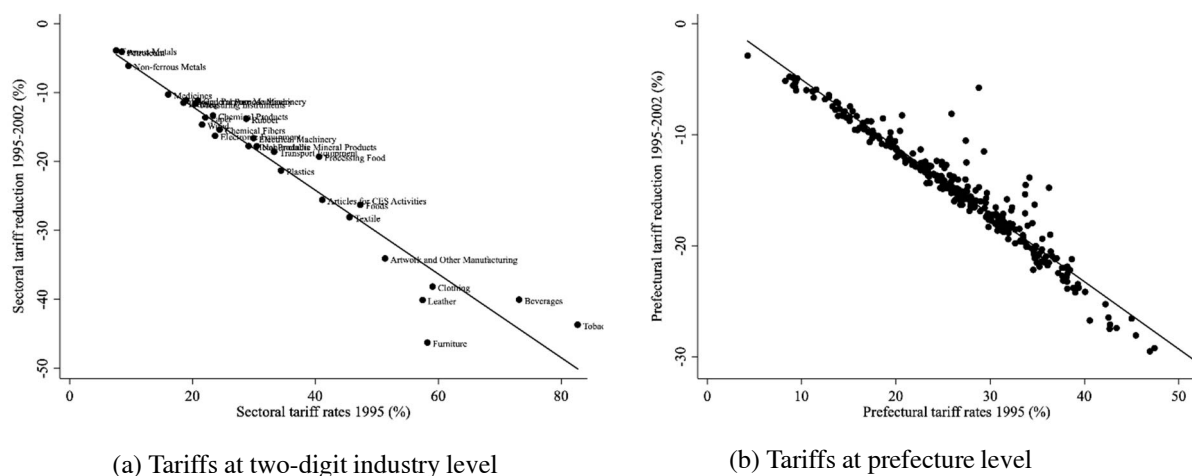 0
-10
-20
-30
-40
-50
Sectoral tariff reduction 1995-2002 (%)
Non-ferrous Metals
Medicines
Chemical Products
Rubber
Chemical Fibers
Electrical Machinery
Transport Equipment
Processing Food
Plastics
Articles for CES Activities
Foods
Textile
Artwork and Other Manufacturing
Clothing
Leather
Beverages
Furniture
0 20 40 60 80
Sectoral tariff rates 1995 (%)
(a) Tariffs at two-digit industry level
0
-10
-20
-30
Prefectural tariff reduction 1995-2002 (%)
0 10 20 30 40 50
Prefectural tariff rates 1995 (%)
(b) Tariffs at prefecture level